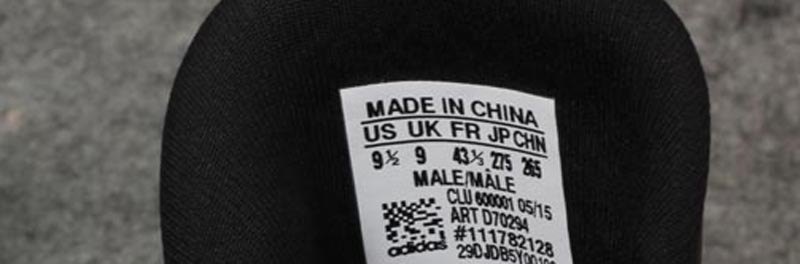 MADE IN CHINA
US UK FR JP CHN
9½ 9 43⅓ 275 265
MALE/MÂLE
CLU 600001 05/15
ART D70294
#111782128
adidas